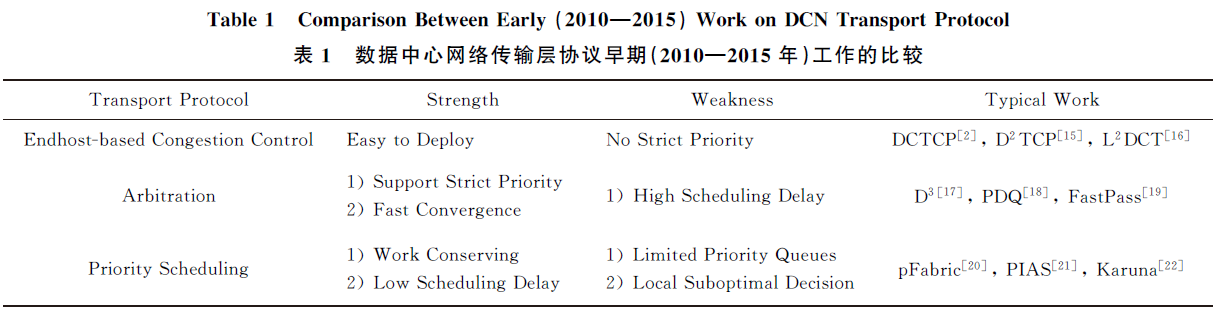 Table 1 Comparison Between Early (2010—2015) Work on DCN Transport Protocol
表 1 数据中心网络传输层协议早期(2010—2015 年)工作的比较
Transport Protocol Strength Weakness Typical Work
Endhost-based Congestion Control Easy to Deploy No Strict Priority DCTCP[2], D2 TCP[15], L2 DCT[16]
Arbitration 1) Support Strict Priority 1) High Scheduling Delay D3[17], PDQ[18], FastPass[19]
2) Fast Convergence
Priority Scheduling 1) Work Conserving 1) Limited Priority Queues pFabric[20], PIAS[21], Karuna[22]
2) Low Scheduling Delay 2) Local Suboptimal Decision